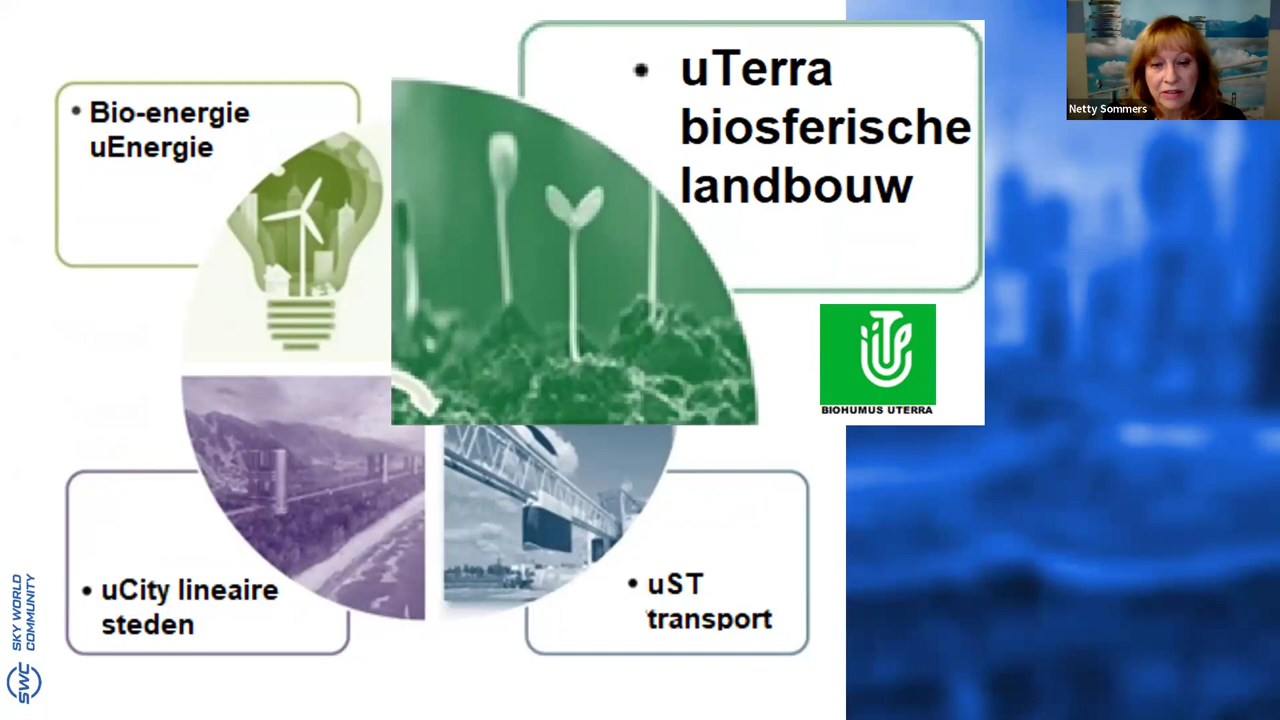 Bio-energie
uEnergie
uTerra
biosferische
landbouw
Netty Sommers
BIOHUMUS UTERRA
uCity lineaire
steden
uST
transport
SWC SKY WORLD
COMMUNITY